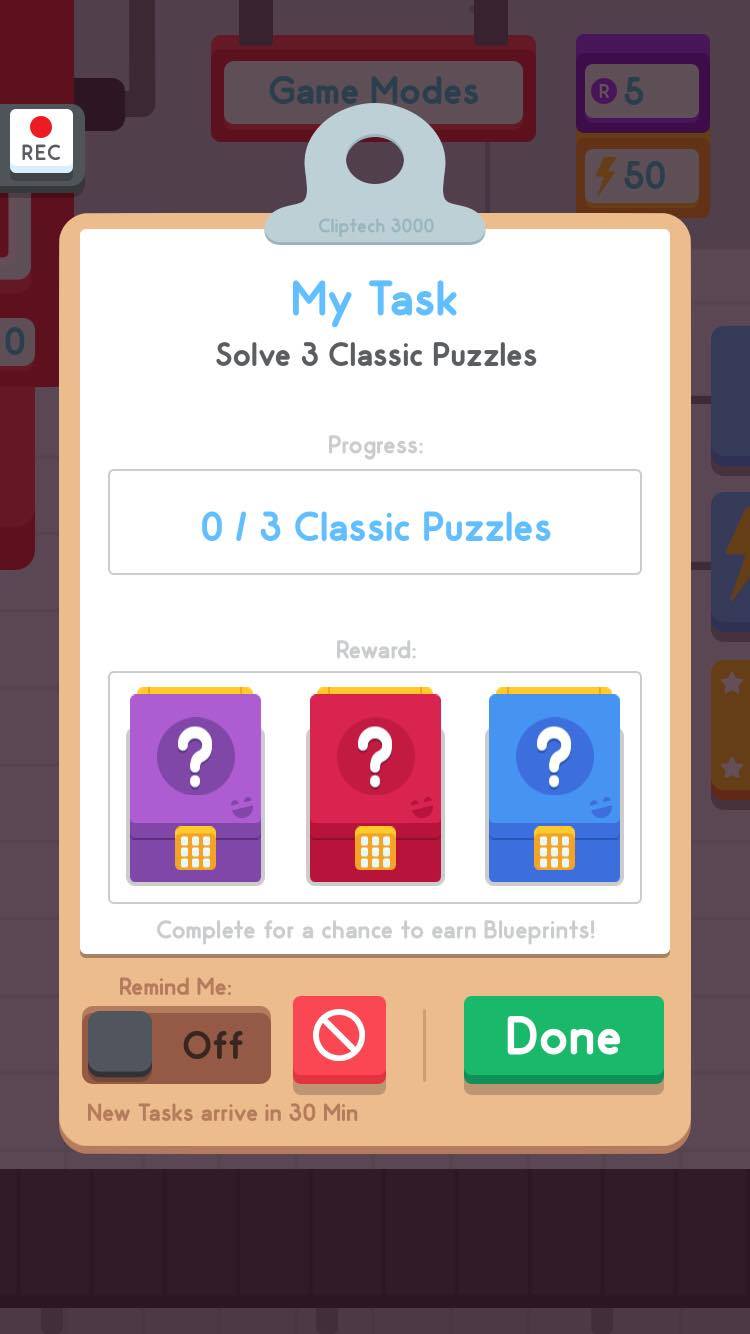 Game Modes
R 5
REC
50
Cliptech 3000
My Task
Solve 3 Classic Puzzles
0
Progress:
0 / 3 Classic Puzzles
Reward:
? ? ?
Complete for a chance to earn Blueprints!
Remind Me:
Off
Done
New Tasks arrive in 30 Min